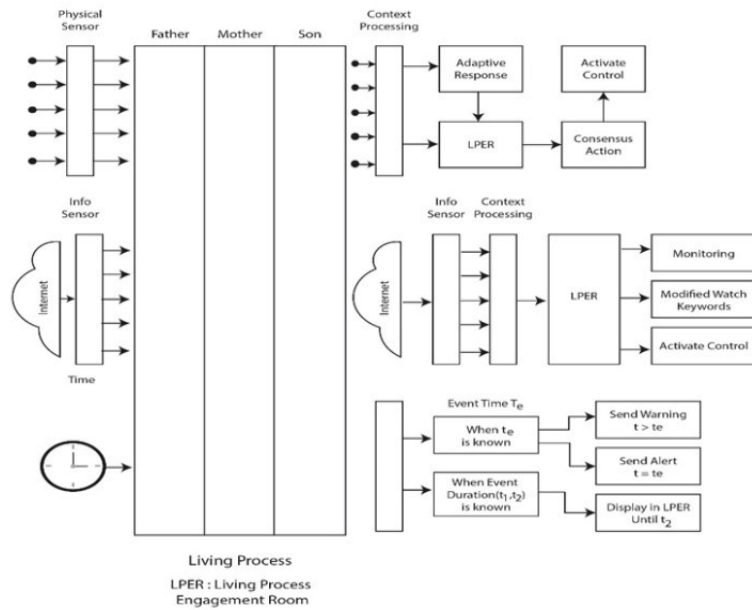 Physical
Sensor
Father
Mother
Son
Context
Processing
Adaptive
Response
Activate
Control
LPER
Consensus
Action
Info
Sensor
Internet
Time
Internet
Info
Sensor
Context
Processing
LPER
Monitoring
Modified Watch
Keywords
Activate Control
Event Time Te
When te
is known
Send Warning
t > te
Send Alert
t = te
When Event
Duration(t1,t2)
is known
Display in LPER
Until t2
Living Process
LPER : Living Process
Engagement Room